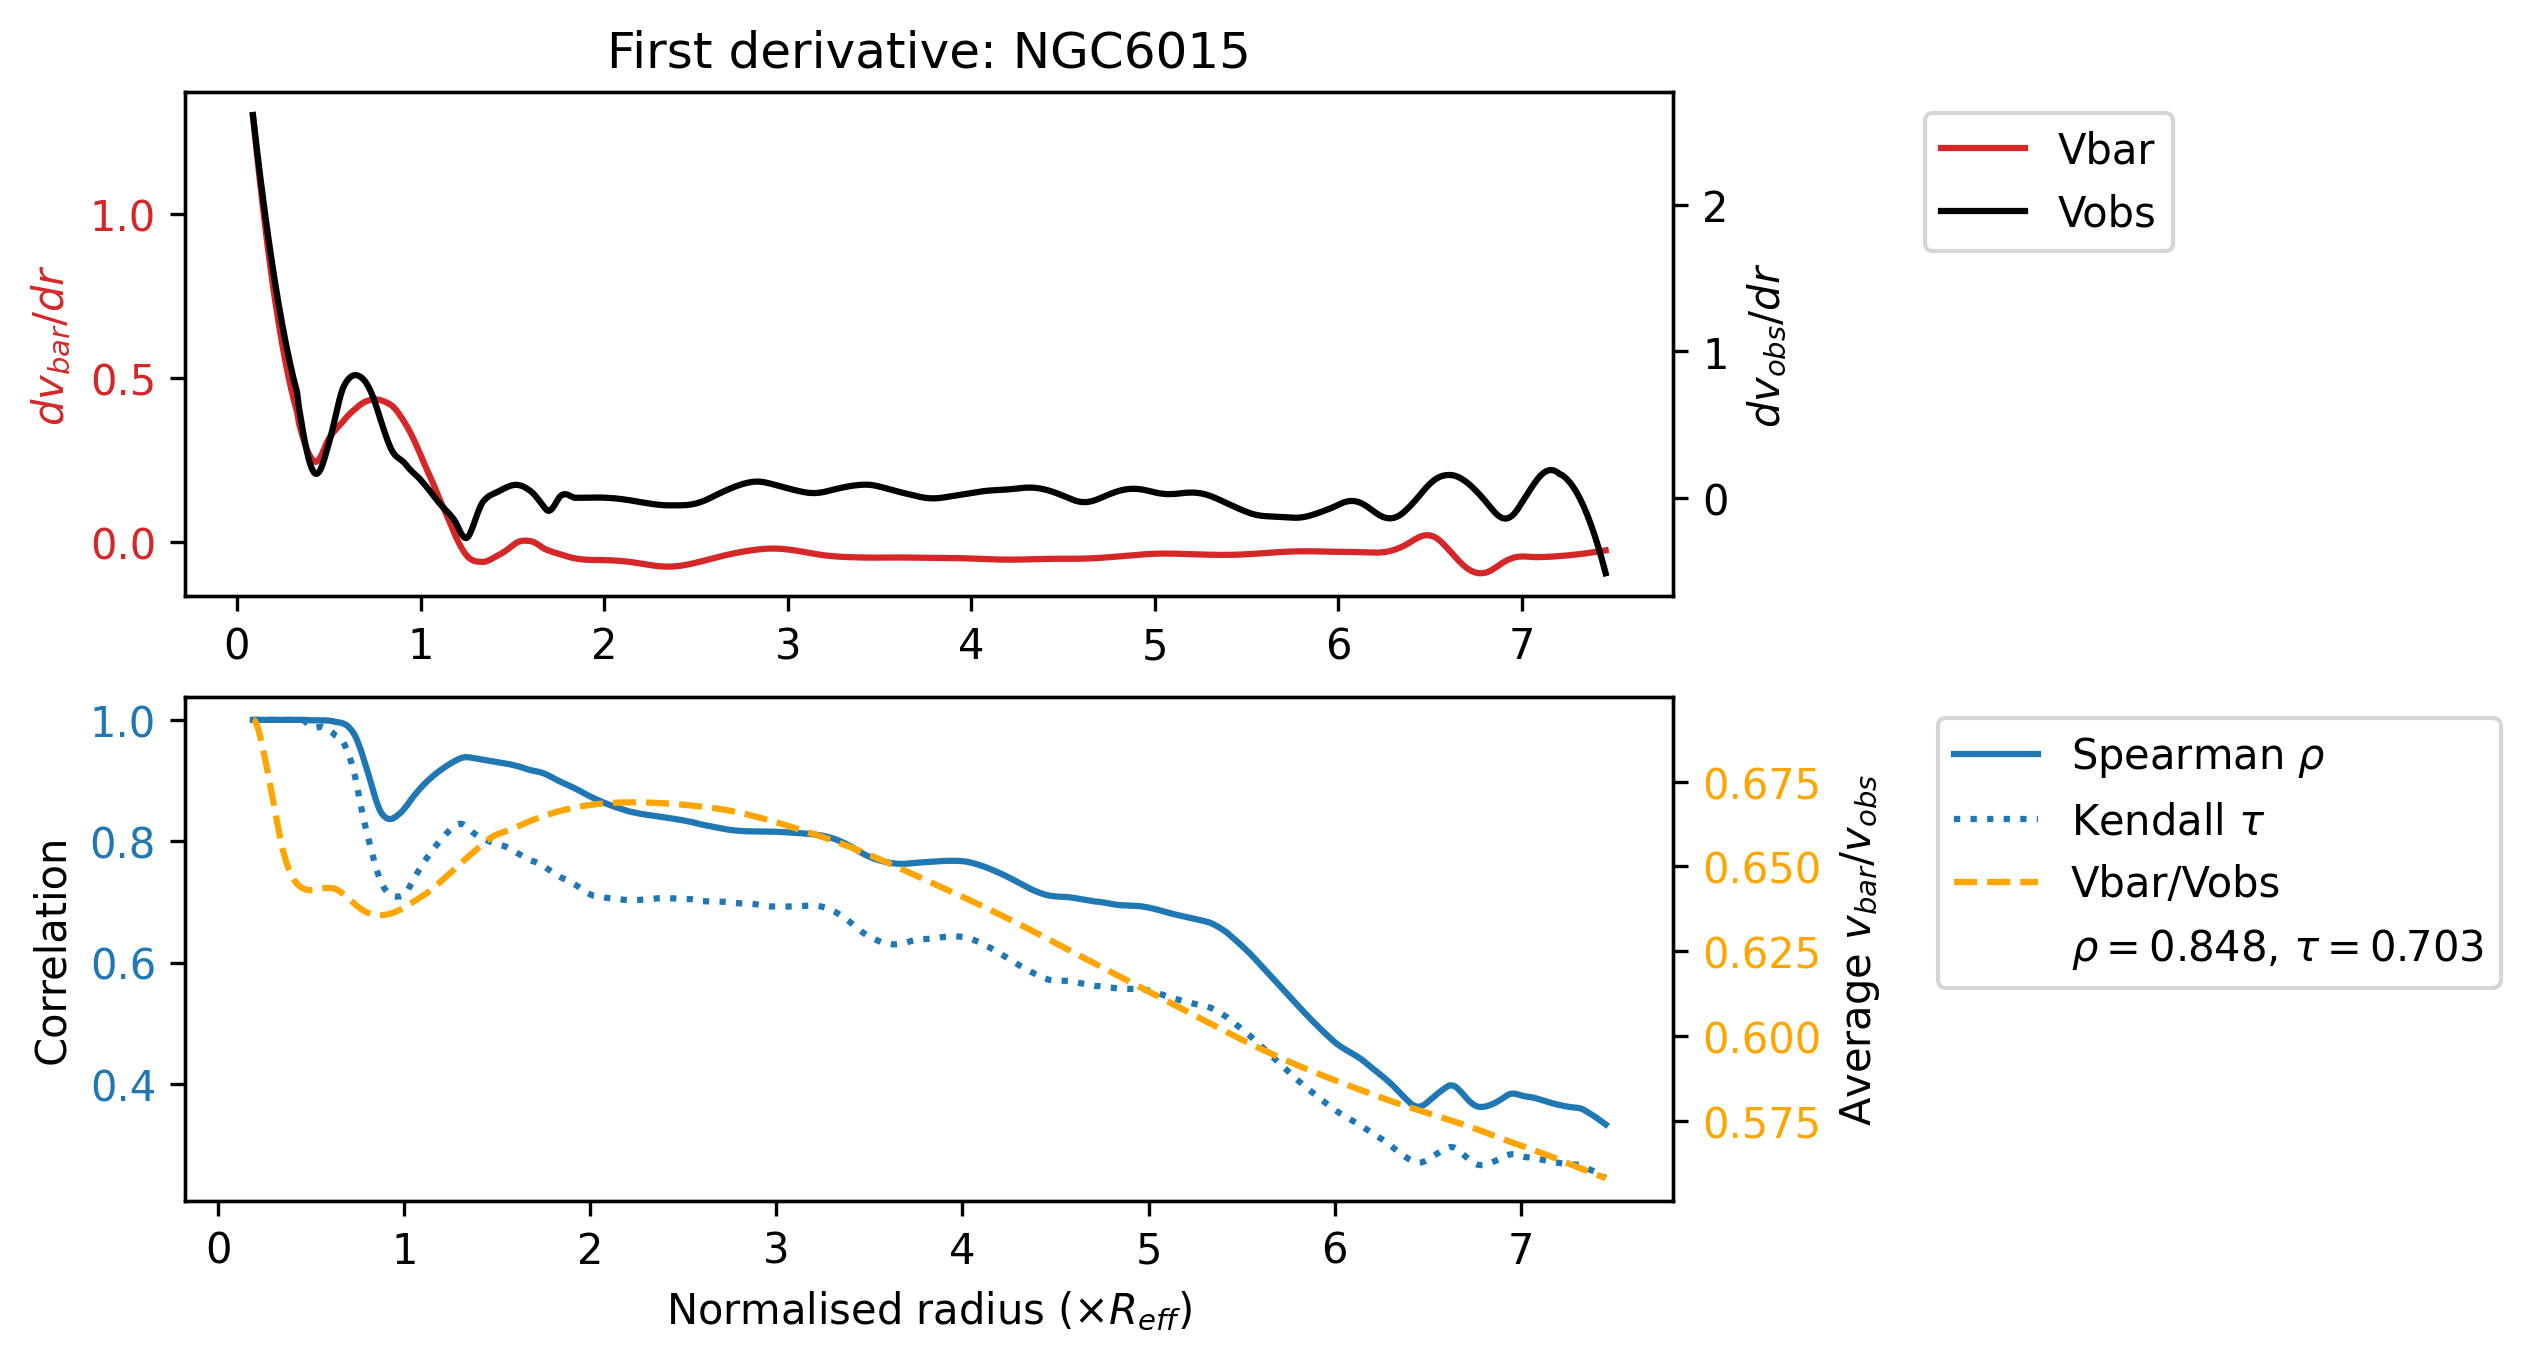 First derivative: NGC6015
dv_bar/dr
1.0
0.5
0.0
2
1
0
dv_obs/dr
0 1 2 3 4 5 6 7
Vbar
Vobs
Correlation
1.0
0.8
0.6
0.4
0.675
0.650
0.625
0.600
0.575
Average v_bar/v_obs
0 1 2 3 4 5 6 7
Normalised radius (×R_eff)
Spearman ρ
Kendall τ
Vbar/Vobs
ρ = 0.848, τ = 0.703